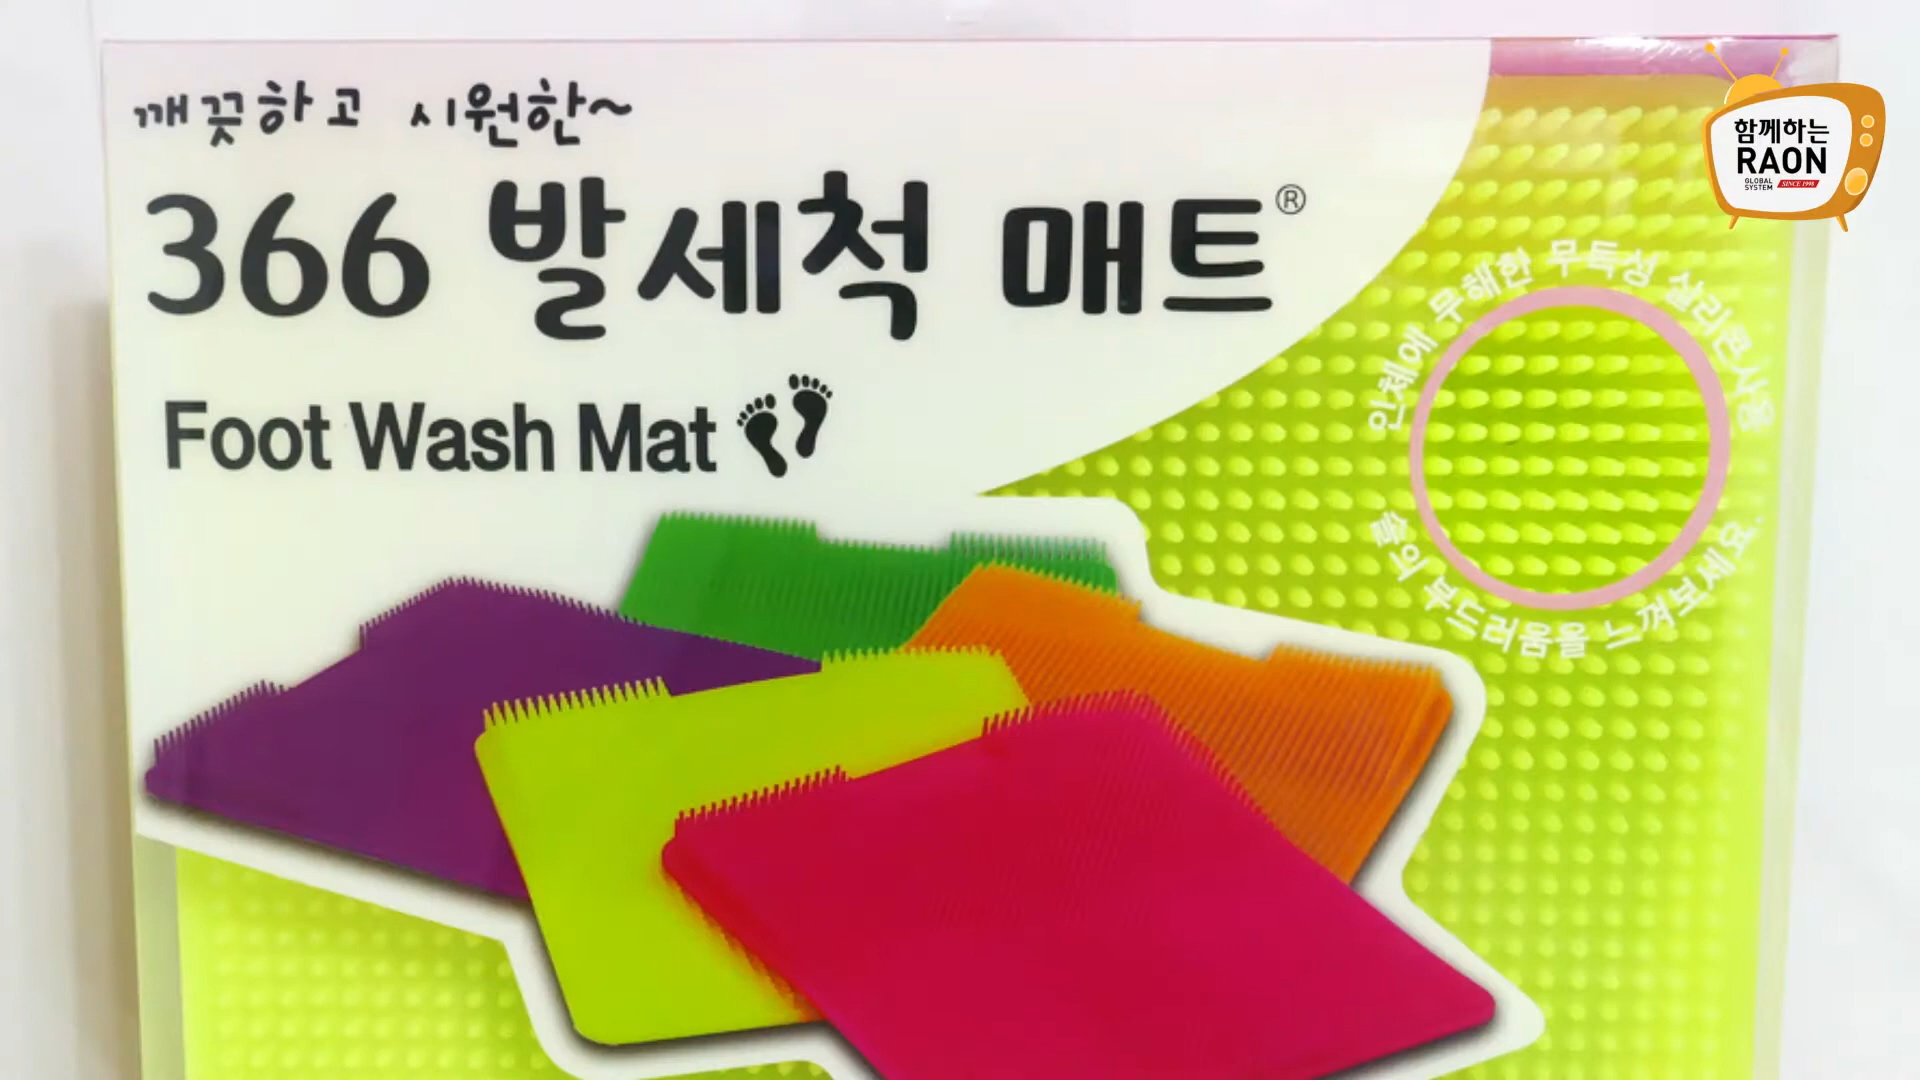 깨끗하고 시원한~
366 발세척 매트®
Foot Wash Mat
함께하는
RAON
GLOBAL
SYSTEM
SINCE 1998
인체에 무해한 무독성 실리콘사용
솔의 부드러움을 느껴보세요.